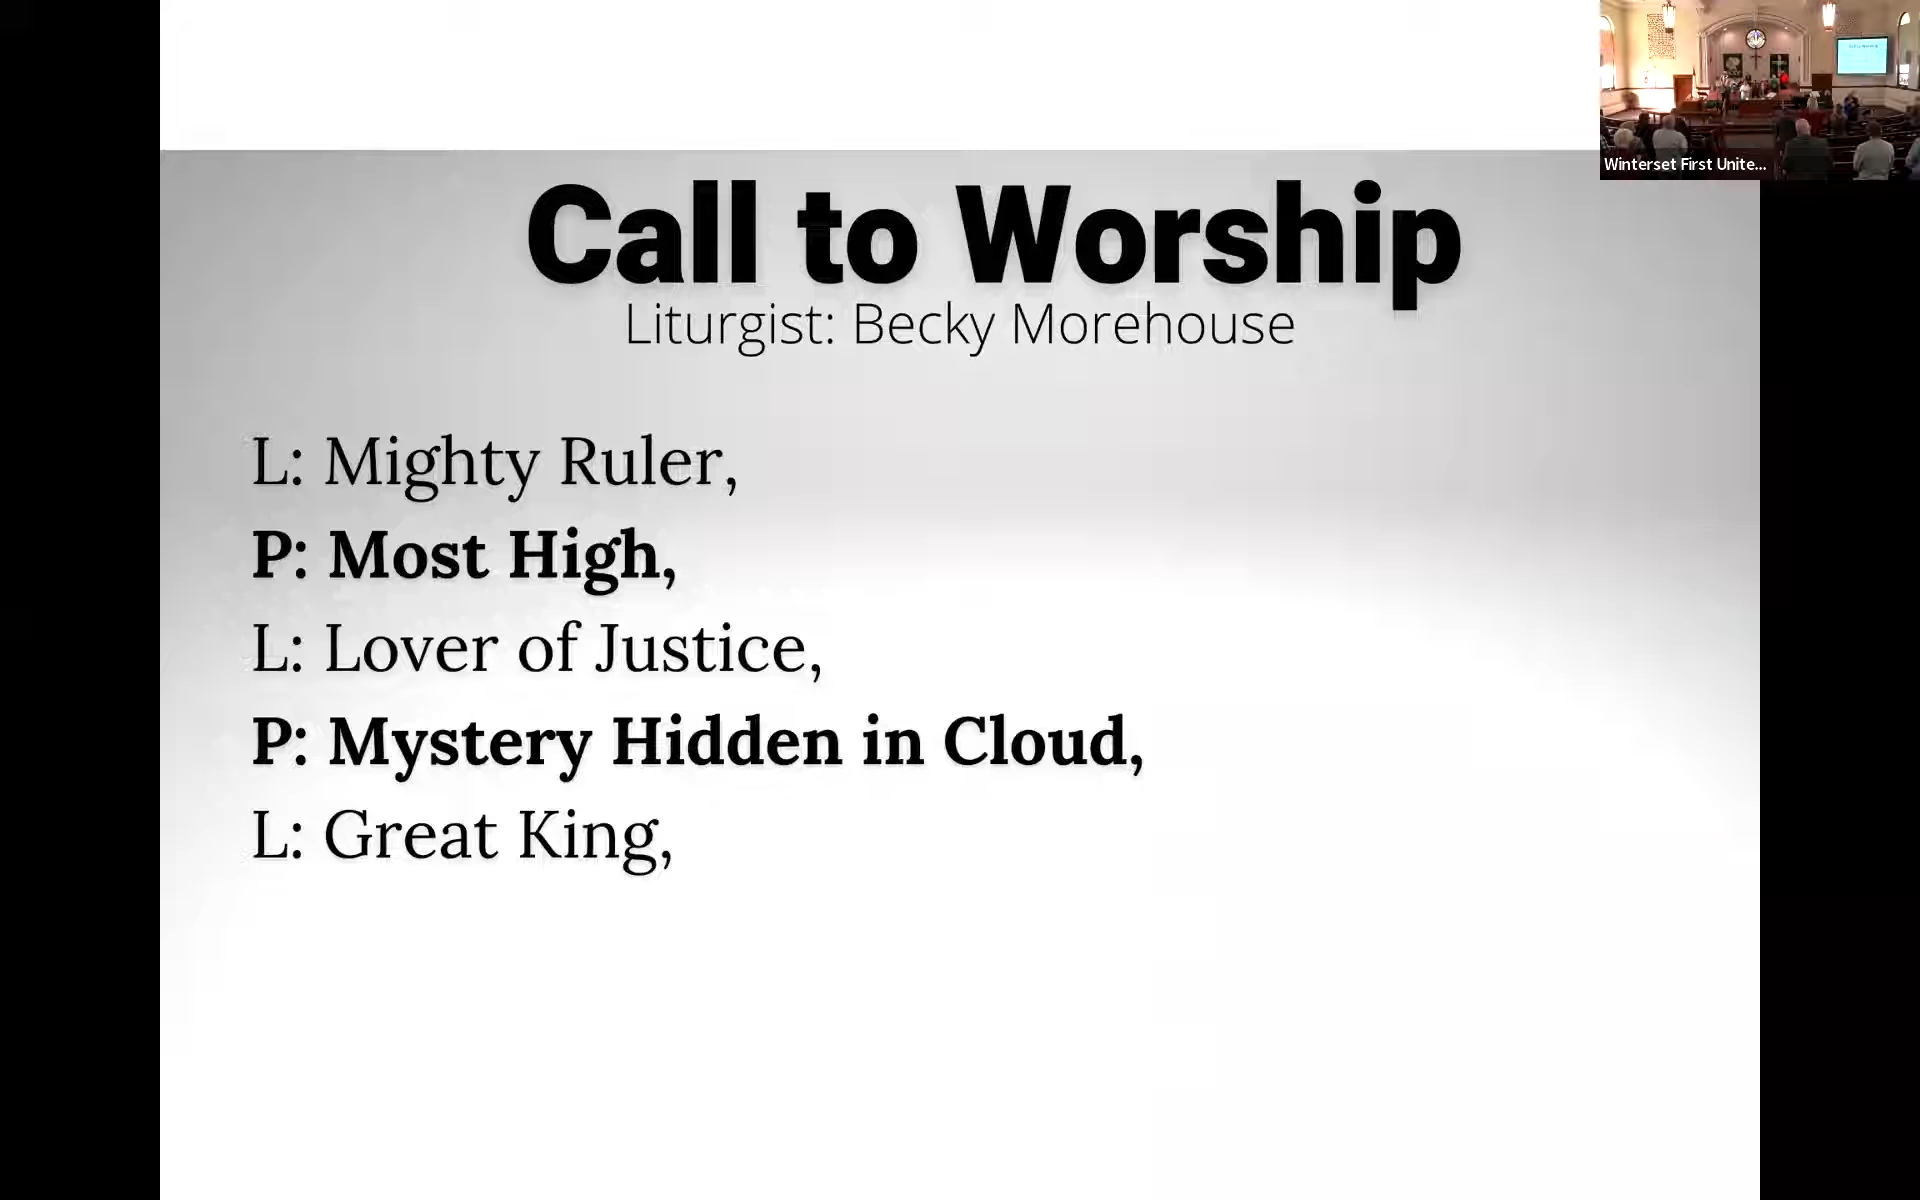 Call to Worship
Liturgist: Becky Morehouse
L: Mighty Ruler,
P: Most High,
L: Lover of Justice,
P: Mystery Hidden in Cloud,
L: Great King,
Winterset First Unite...